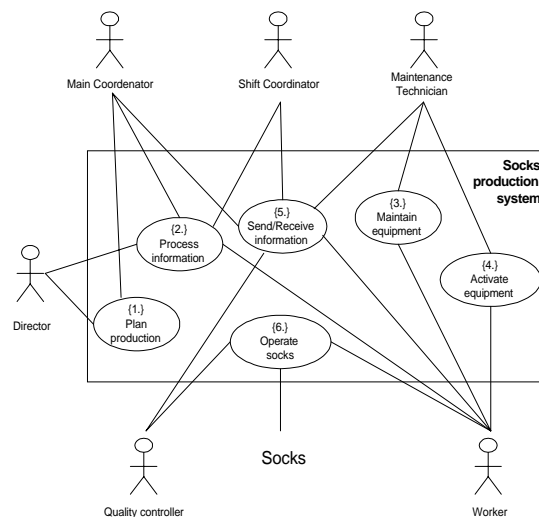 Main Coordenator
Shift Coordinator
Maintenance
Technician
Socks
production
system
{2.}
Process
information
{5.}
Send/Receive
information
{3.}
Maintain
equipment
{4.}
Activate
equipment
Director
{1.}
Plan
production
{6.}
Operate
socks
Quality controller
Socks
Worker